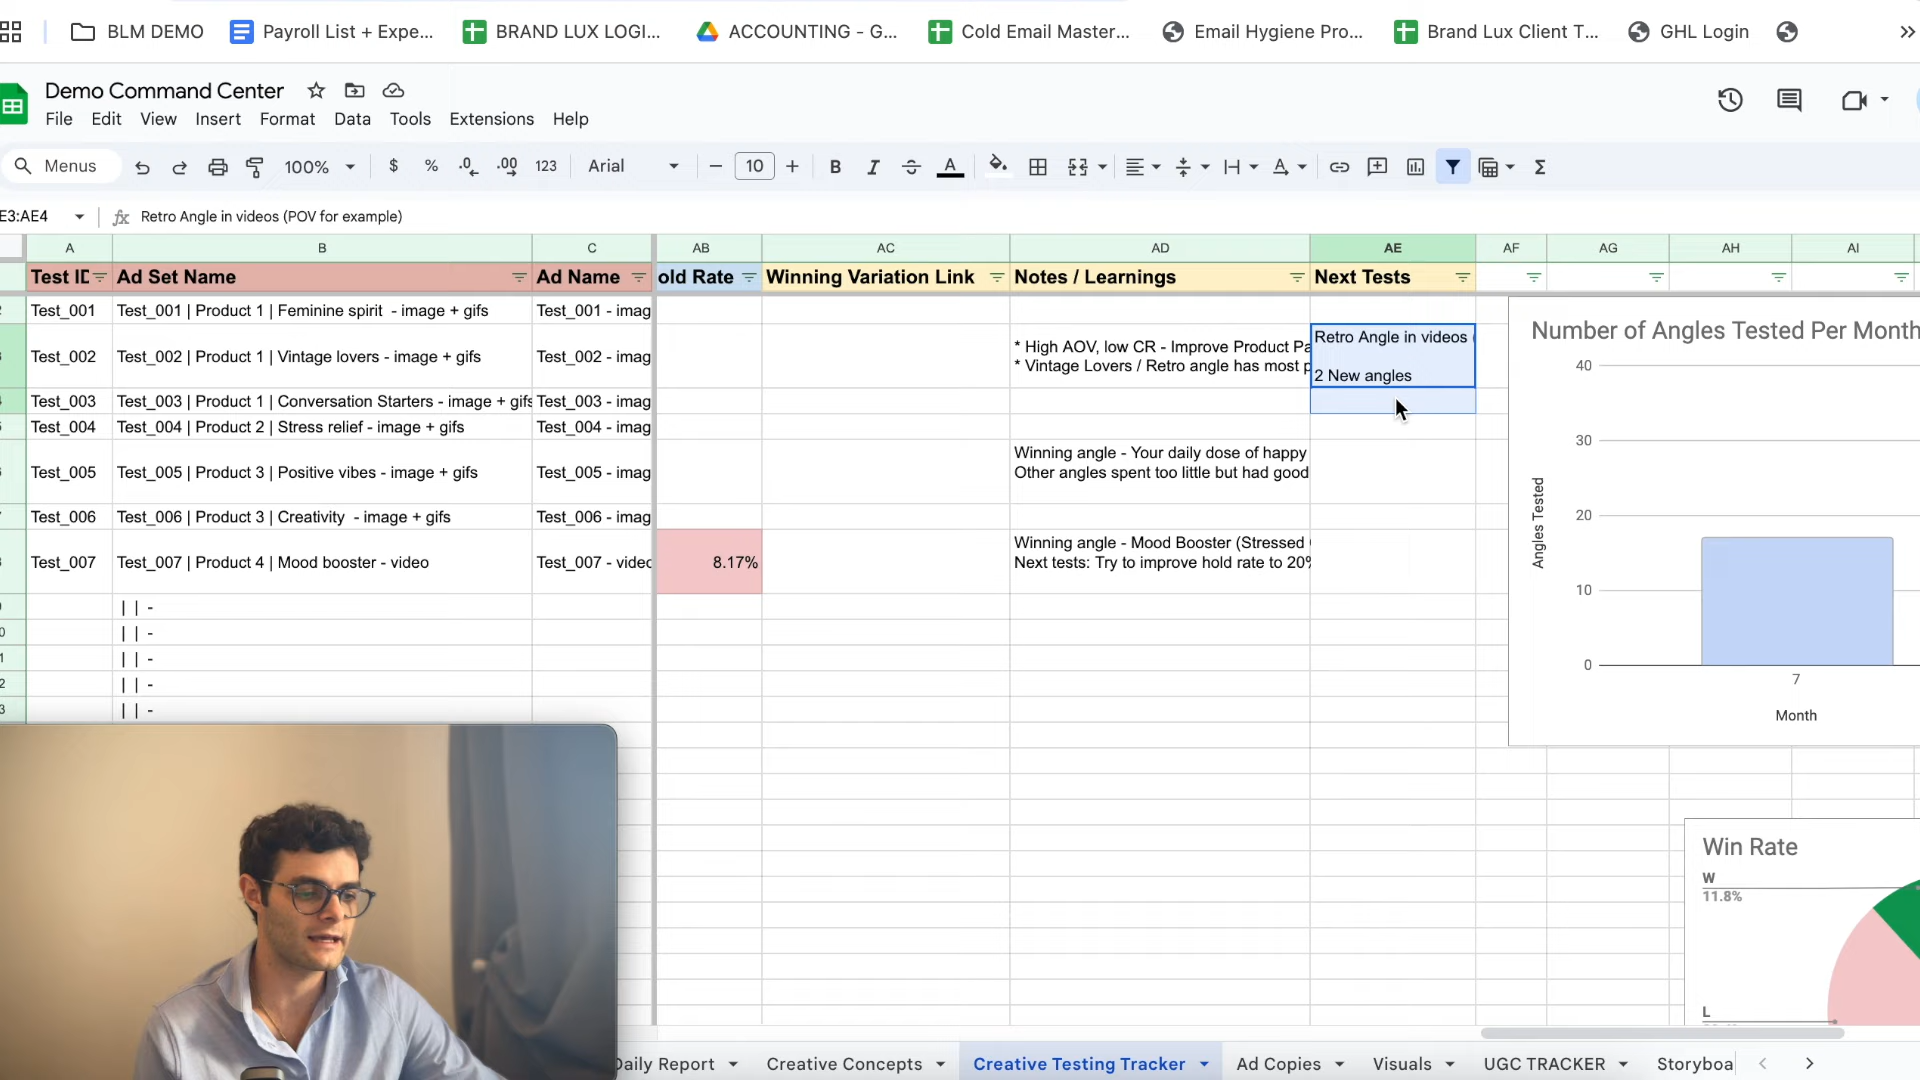 BLM DEMO
Payroll List + Expe...
BRAND LUX LOGI...
ACCOUNTING - G...
Cold Email Master...
Email Hygiene Pro...
Brand Lux Client T...
GHL Login
Demo Command Center
File Edit View Insert Format Data Tools Extensions Help
Menus 100% $ % .0 .00 123 Arial 10 B I A Σ
E3:AE4 fx Retro Angle in videos (POV for example)
A B C AB AC AD AE AF AG AH AI
Test ID Ad Set Name Ad Name old Rate Winning Variation Link Notes / Learnings Next Tests
Test_001 Test_001 | Product 1 | Feminine spirit - image + gifs Test_001 - imag
Test_002 Test_002 | Product 1 | Vintage lovers - image + gifs Test_002 - imag
* High AOV, low CR - Improve Product Pa
* Vintage Lovers / Retro angle has most p
Retro Angle in videos (
2 New angles
Test_003 Test_003 | Product 1 | Conversation Starters - image + gifs Test_003 - imag
Test_004 Test_004 | Product 2 | Stress relief - image + gifs Test_004 - imag
Test_005 Test_005 | Product 3 | Positive vibes - image + gifs Test_005 - imag
Winning angle - Your daily dose of happy
Other angles spent too little but had good
Test_006 Test_006 | Product 3 | Creativity - image + gifs Test_006 - imag
Test_007 Test_007 | Product 4 | Mood booster - video Test_007 - video 8.17%
Winning angle - Mood Booster (Stressed
Next tests: Try to improve hold rate to 20%
| | -
| | -
| | -
| | -
| | -
Number of Angles Tested Per Month
40
30
20
10
0
Angles Tested
7
Month
Win Rate
W
11.8%
L
Daily Report Creative Concepts Creative Testing Tracker Ad Copies Visuals UGC TRACKER Storyboa